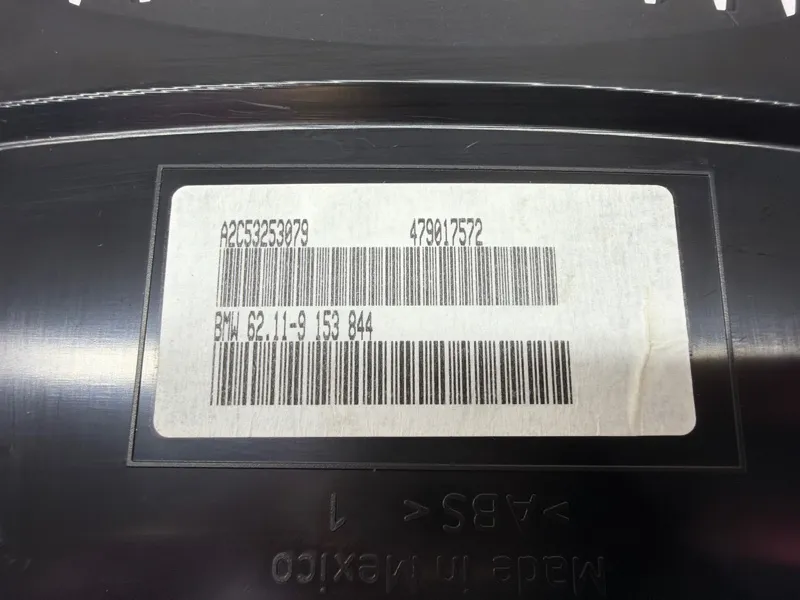 A2C53253079 479017572
BMW 62.11-9 153 844
>ABS< 1
Made in Mexico